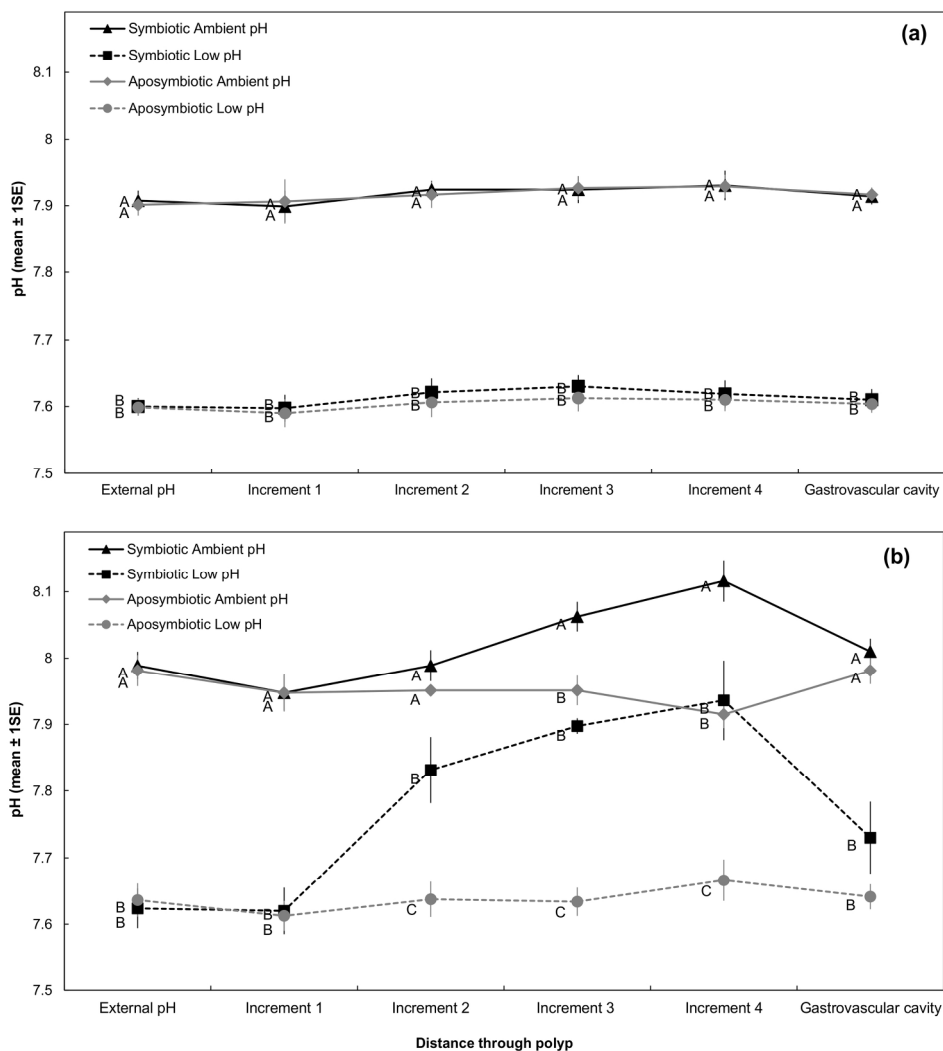 (a)
Symbiotic Ambient pH
Symbiotic Low pH
Aposymbiotic Ambient pH
Aposymbiotic Low pH
pH (mean ± 1SE)
8.1
8
7.9
7.8
7.7
7.6
7.5
A A A A A A
A A A A A A
B B B B B B
B B B B B B
External pH Increment 1 Increment 2 Increment 3 Increment 4 Gastrovascular cavity
(b)
Symbiotic Ambient pH
Symbiotic Low pH
Aposymbiotic Ambient pH
Aposymbiotic Low pH
pH (mean ± 1SE)
8.1
8
7.9
7.8
7.7
7.6
7.5
A A A A A A
A A A B B A
B B B B B B
B B C C C B
External pH Increment 1 Increment 2 Increment 3 Increment 4 Gastrovascular cavity
Distance through polyp